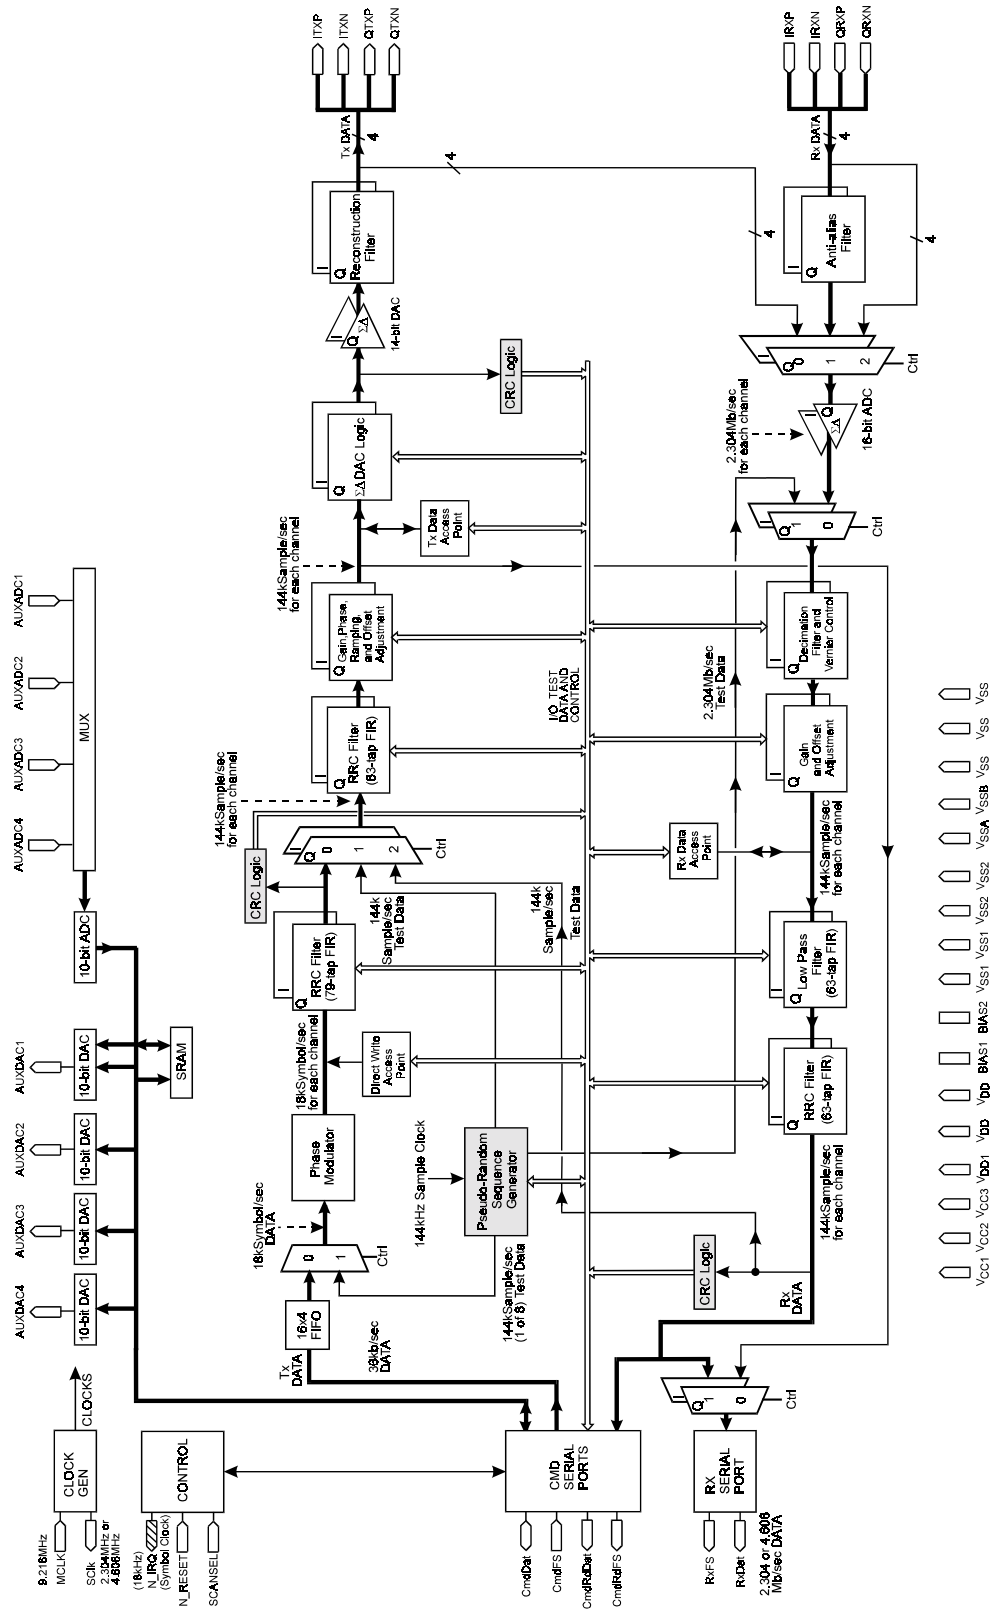 9.216MHz
MCLK
SClk
2.304MHz or
4.608MHz
CLOCK
GEN
CLOCKS
(18kHz)
N_IRQ
(Symbol Clock)
N_RESET
SCANSEL
CONTROL
AUXDAC4
AUXDAC3
AUXDAC2
AUXDAC1
10-bit DAC
10-bit DAC
10-bit DAC
10-bit DAC
SRAM
10-bit ADC
MUX
AUXADC4
AUXADC3
AUXADC2
AUXADC1
CmdDat
CmdFS
CmdRdDat
CmdRdFS
CMD
SERIAL
PORTS
Tx
DATA
36kb/sec
DATA
16x4
FIFO
0
1
Ctrl
18kSymbol/sec
DATA
Phase
Modulator
18kSymbol/sec
for each channel
Direct Write
Access
Point
I
Q
RRC Filter
(79-tap FIR)
CRC Logic
I
Q
0
1
2
Ctrl
144k
Sample/sec
Test Data
144k
Sample/sec
Test Data
144kSample/sec
for each channel
I
Q
RRC Filter
(63-tap FIR)
I
Q
Gain,Phase,
Ramping,
and Offset
Adjustment
144kSample/sec
for each channel
Tx Data
Access
Point
Q
ΣΔ DAC Logic
CRC Logic
I
Q
ΣΔ
14-bit DAC
I
Q
Reconstruction
Filter
Tx DATA
4
4
4
ITXP
ITXN
QTXP
QTXN
144kHz Sample Clock
Pseudo-Random
Sequence
Generator
144kSample/sec
(1 of 8) Test Data
I/O, TEST
DATA AND
CONTROL
2.304Mb/sec
Test Data
IRXP
IRXN
QRXP
QRXN
Rx DATA
4
4
I
Q
Anti-alias
Filter
I
Q
0
1
2
Ctrl
2.304Mb/sec
for each channel
I
Q
ΣΔ
16-bit ADC
I
Q
1
0
Ctrl
I
Q
Decimation
Filter and
Vernier Control
I
Q
Gain
and Offset
Adjustment
Rx Data
Access
Point
144kSample/sec
for each channel
I
Q
Low Pass
Filter
(63-tap FIR)
I
Q
RRC Filter
(63-tap FIR)
144kSample/sec
for each channel
CRC Logic
Rx
DATA
I
Q
1
0
Ctrl
RX
SERIAL
PORT
RxFS
RxDat
2.304 or 4.608
Mb/sec DATA
VCC1
VCC2
VCC3
VDD1
VDD
VDD
BIAS1
BIAS2
VSS1
VSS1
VSS2
VSS2
VSSA
VSSB
VSS
VSS
VSS